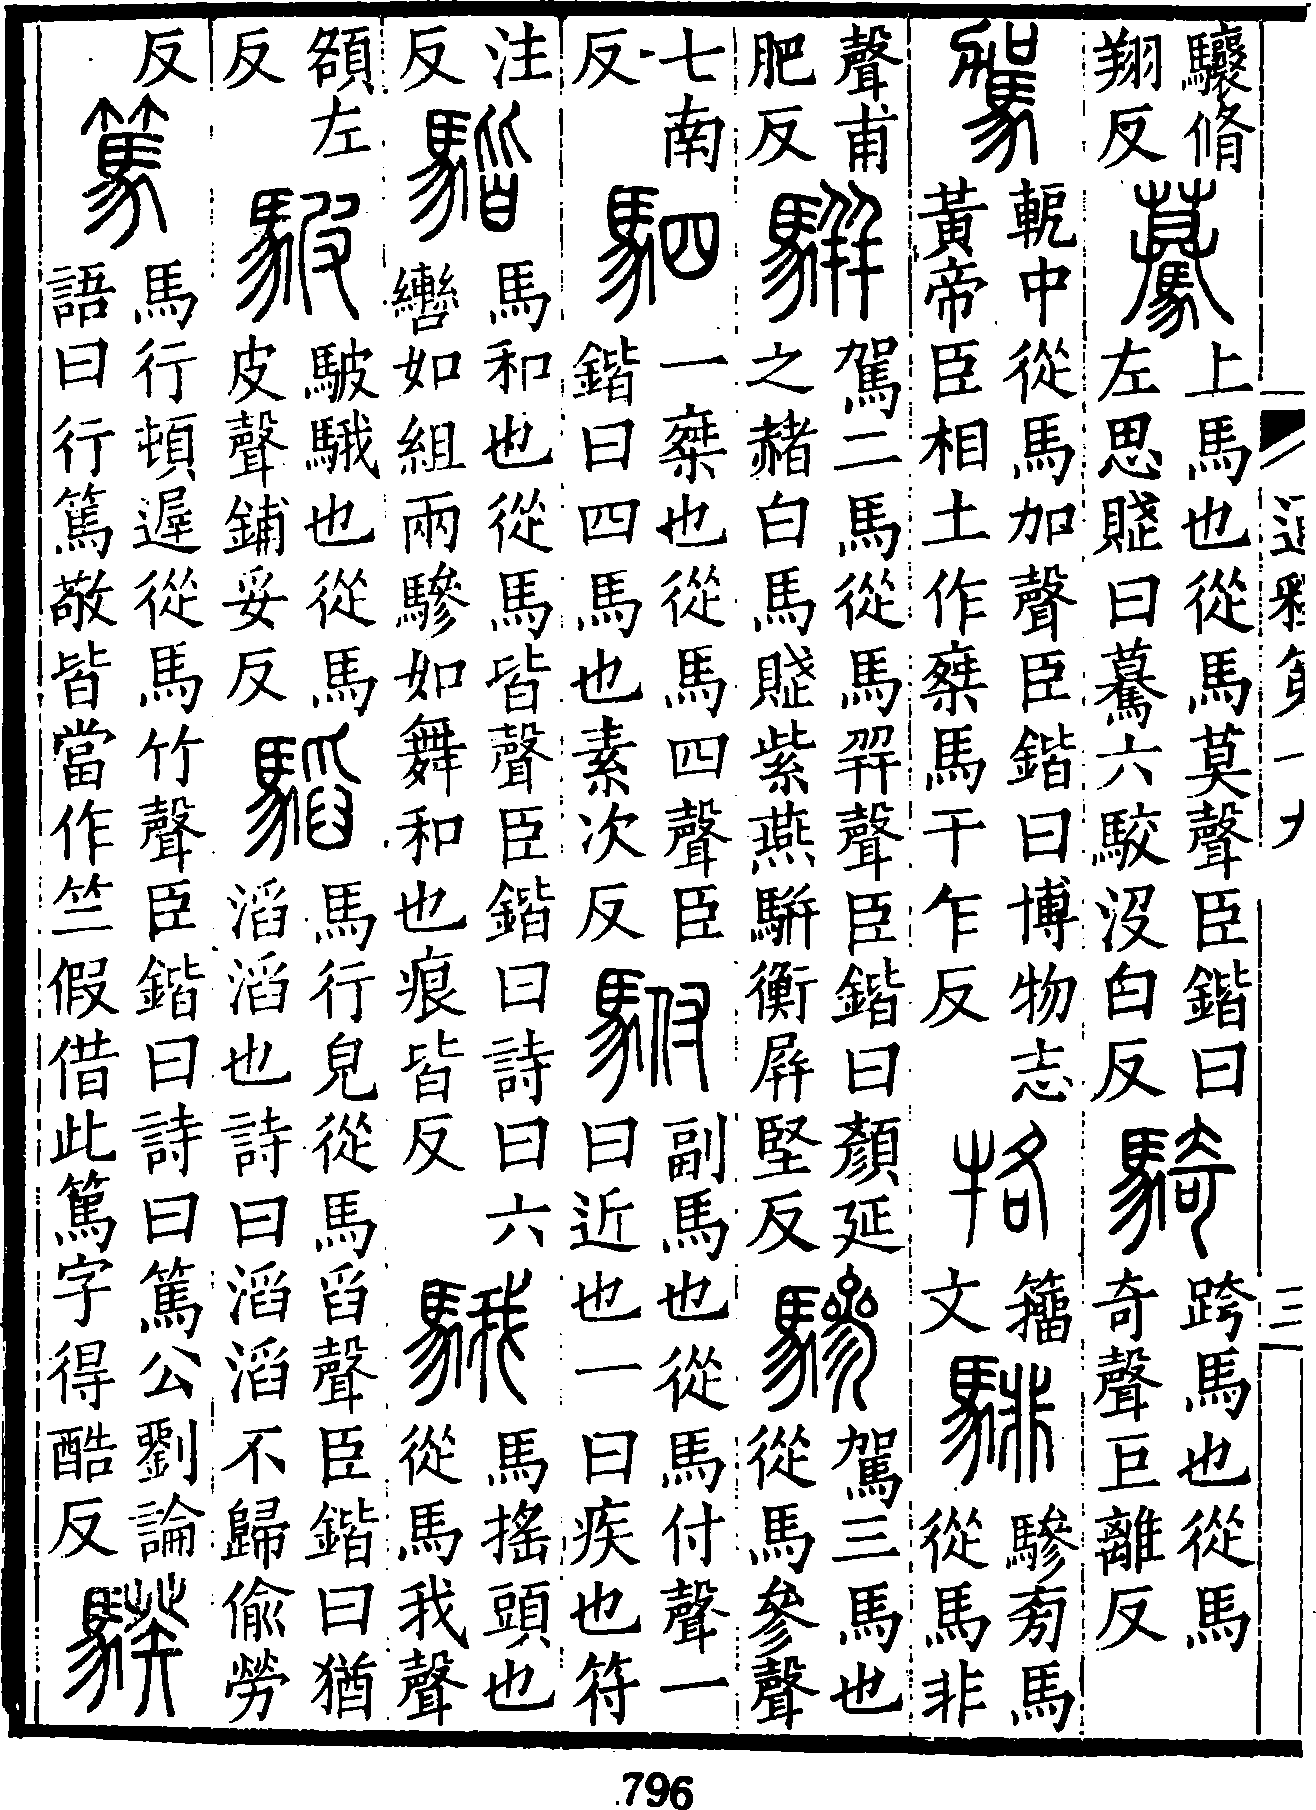 驤脩
翔反
驀
上馬也從馬莫聲臣鍇曰
左思賦曰驀六駮沒白反
騎
跨馬也從馬
奇聲巨離反
駕
軶中從馬加聲臣鍇曰博物志
黃帝臣相土作椉馬干乍反
𢓜
籒
文
騑
驂㫄馬
從馬非
聲甫
肥反
駢
駕二馬從馬幷聲臣鍇曰顏延
之赭白馬賦紫燕駢衡屏堅反
驂
駕三馬也
從馬參聲
七南
反
駟
一椉也從馬四聲臣
鍇曰四馬也素次反
駙
副馬也從馬付聲一
曰近也一曰疾也符
注
反
騀
馬和也從馬皆聲臣鍇曰詩曰六
轡如組兩驂如舞和也痕皆反
騀
馬搖頭也
從馬我聲
頟左
反
駊
駊騀也從馬
皮聲鋪妥反
馬行皃從馬舀聲臣鍇曰猶
滔滔也詩曰滔滔不歸偷勞
反
篤
馬行頓遲從馬竹聲臣鍇曰詩曰篤公劉論
語曰行篤敬皆當作竺假借此篤字得酷反
騤
三
796